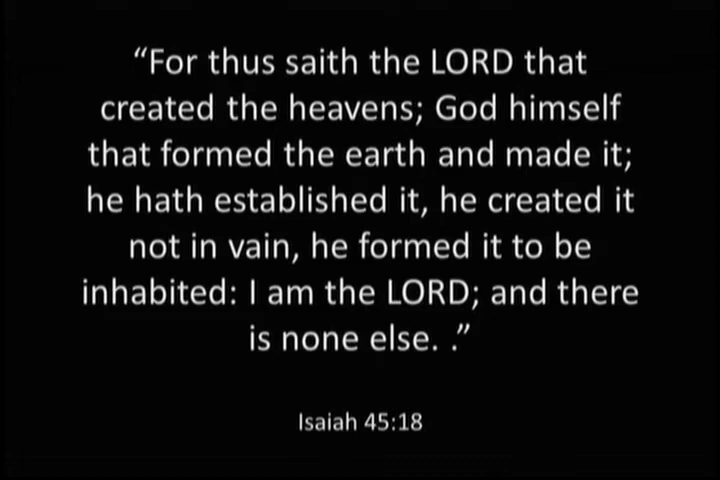 “For thus saith the LORD that
created the heavens; God himself
that formed the earth and made it;
he hath established it, he created it
not in vain, he formed it to be
inhabited: I am the LORD; and there
is none else. .”
Isaiah 45:18